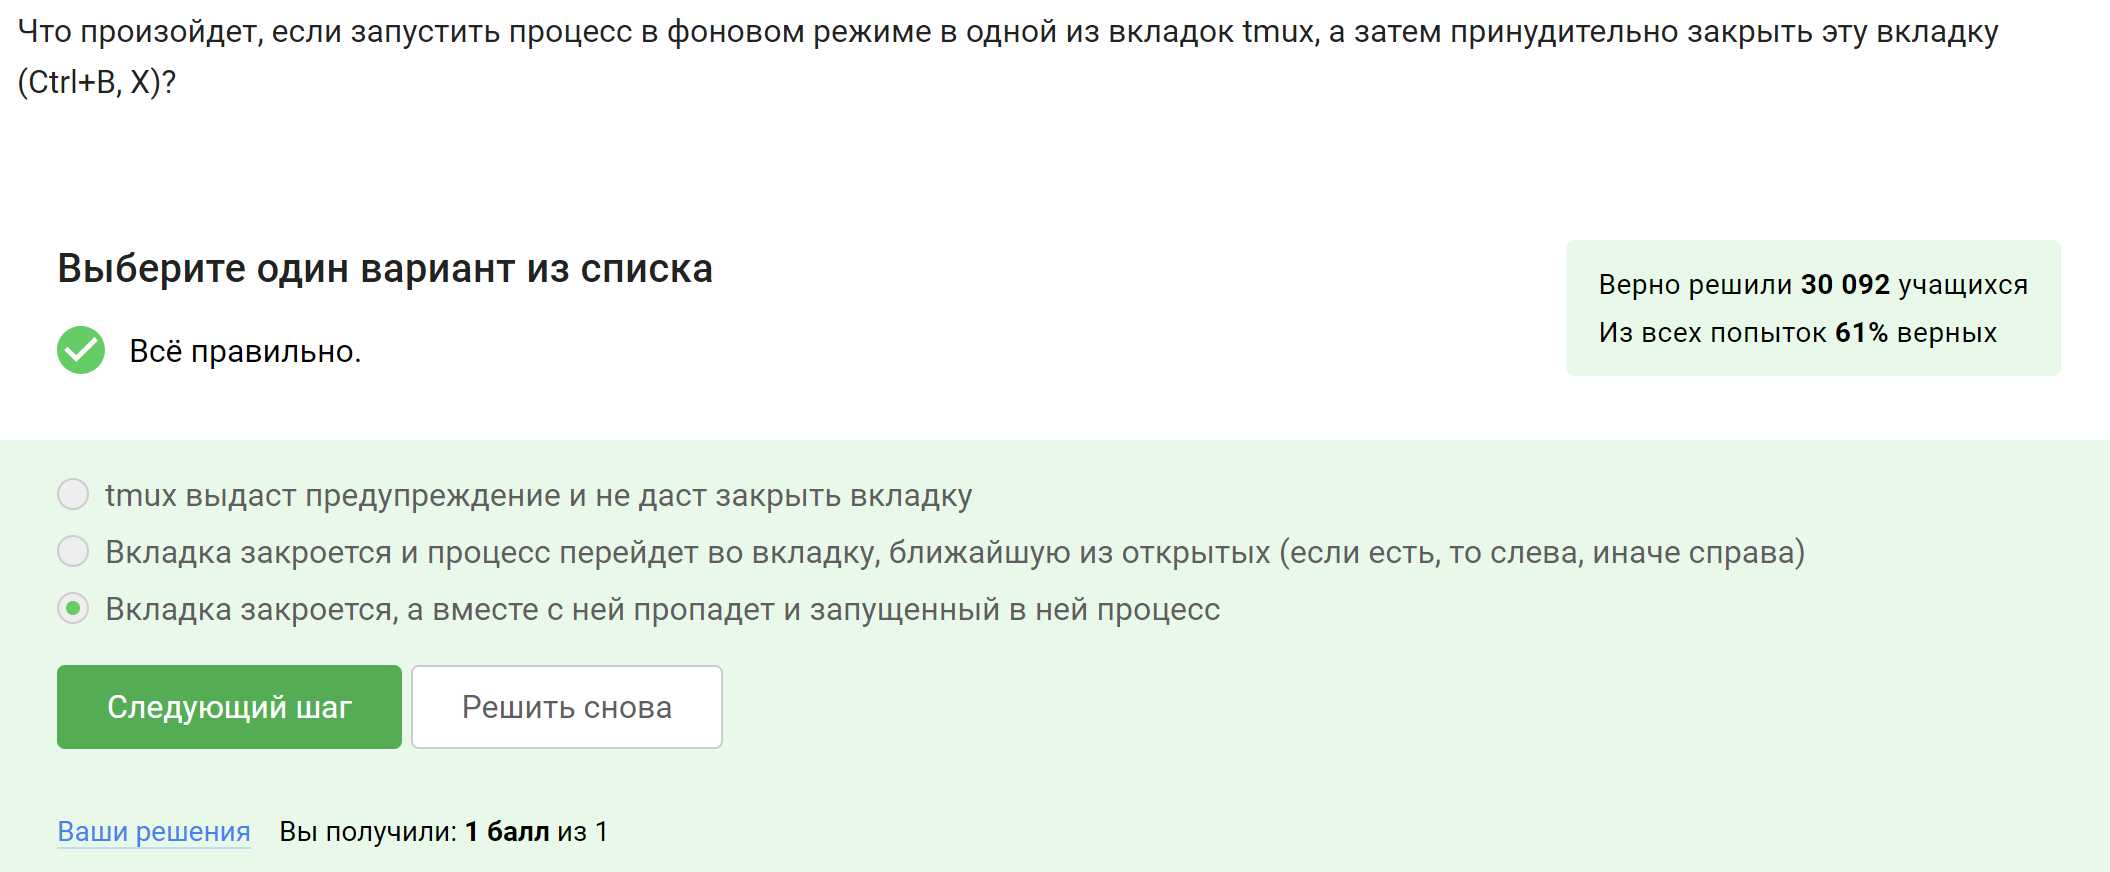 Что произойдет, если запустить процесс в фоновом режиме в одной из вкладок tmux, а затем принудительно закрыть эту вкладку
(Ctrl+B, X)?
Выберите один вариант из списка
Всё правильно.
Верно решили 30 092 учащихся
Из всех попыток 61% верных
tmux выдаст предупреждение и не даст закрыть вкладку
Вкладка закроется и процесс перейдет во вкладку, ближайшую из открытых (если есть, то слева, иначе справа)
Вкладка закроется, а вместе с ней пропадет и запущенный в ней процесс
Следующий шаг
Решить снова
Ваши решения Вы получили: 1 балл из 1